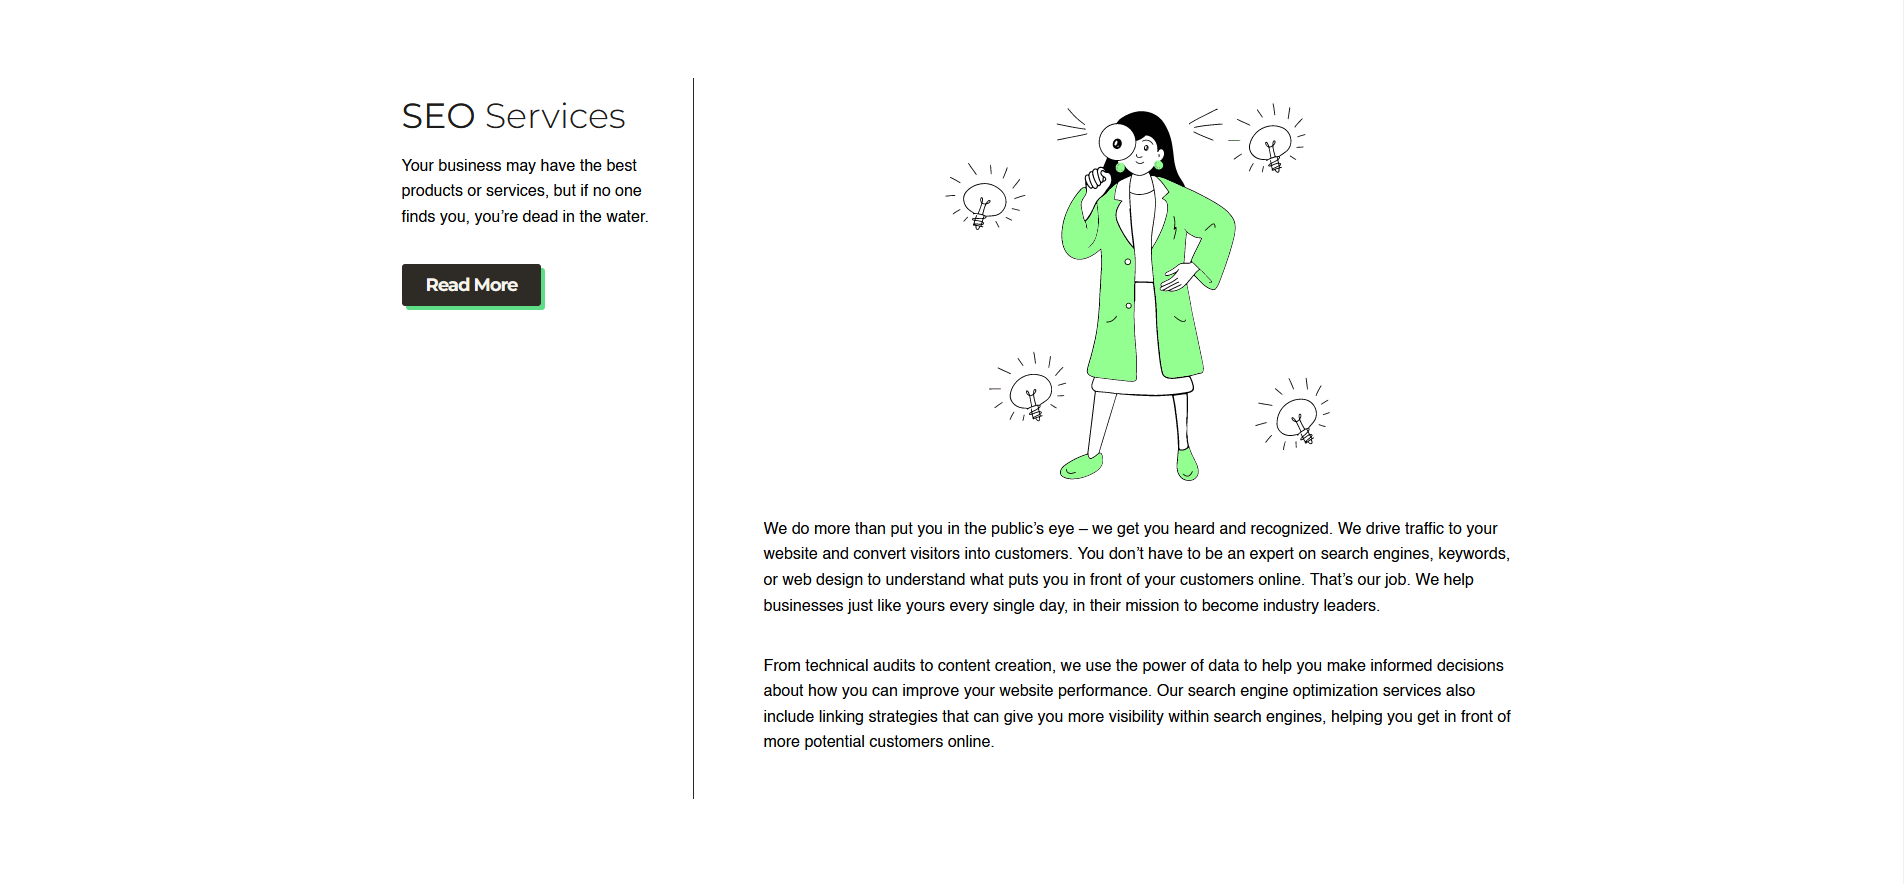 SEO Services
Your business may have the best
products or services, but if no one
finds you, you’re dead in the water.
Read More
We do more than put you in the public’s eye – we get you heard and recognized. We drive traffic to your
website and convert visitors into customers. You don’t have to be an expert on search engines, keywords,
or web design to understand what puts you in front of your customers online. That’s our job. We help
businesses just like yours every single day, in their mission to become industry leaders.
From technical audits to content creation, we use the power of data to help you make informed decisions
about how you can improve your website performance. Our search engine optimization services also
include linking strategies that can give you more visibility within search engines, helping you get in front of
more potential customers online.